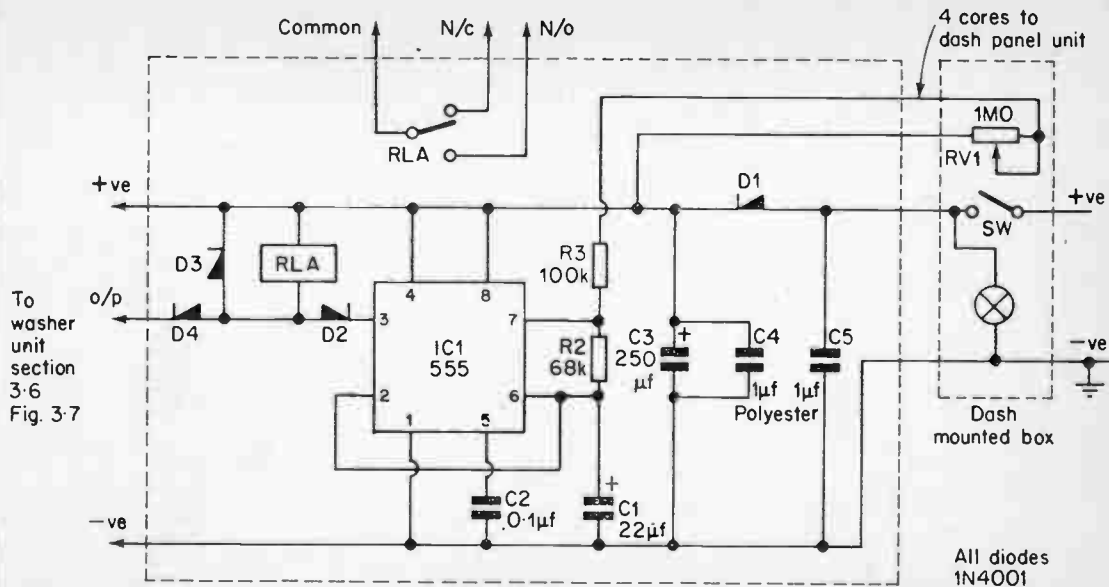 Common
N/c
N/o
4 cores to
dash panel unit
RLA
1M0
RV1
+ve
D1
+ve
SW
D3
RLA
R3
100k
4
8
o/p
To
washer
unit
section
3·6
Fig. 3·7
D4
D2
3
7
IC1
555
R2
68k
C3
250
µf
+
C4
1µf
Polyester
C5
1µf
-ve
2
6
1
5
Dash
mounted box
C2
0·1µf
+
C1
22µf
-ve
All diodes
1N4001